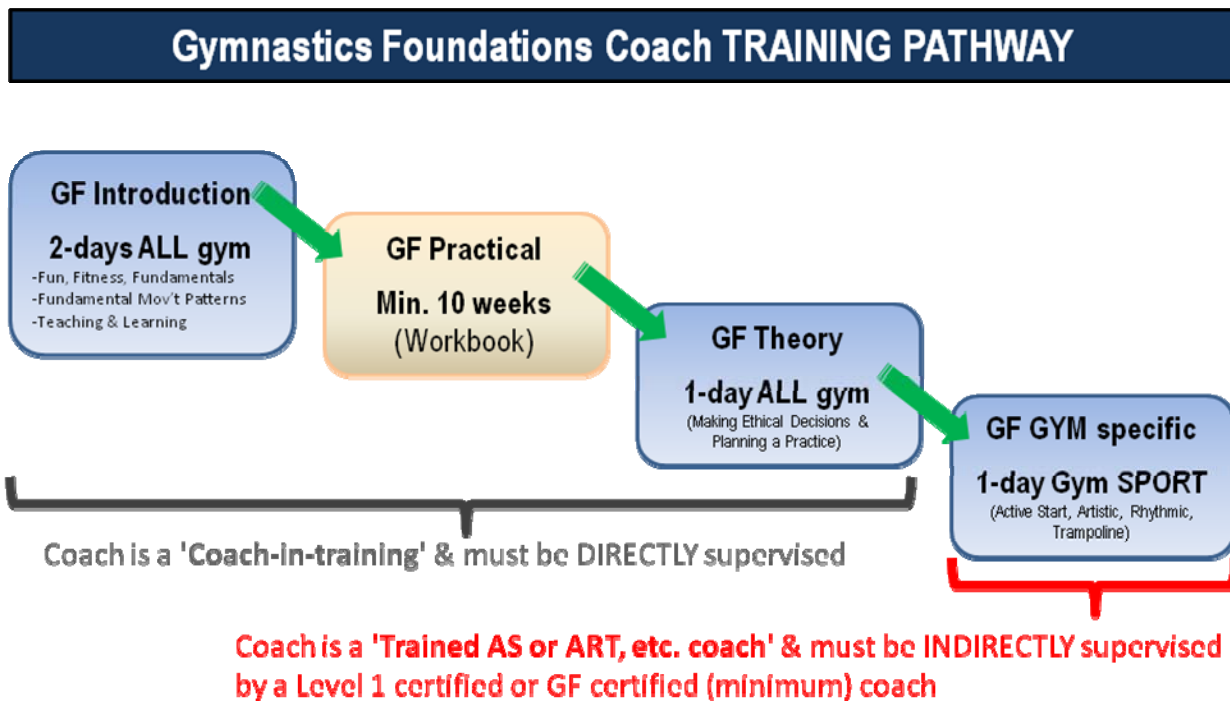 Gymnastics Foundations Coach TRAINING PATHWAY
GF Introduction
2-days ALL gym
-Fun, Fitness, Fundamentals
-Fundamental Mov't Patterns
-Teaching & Learning
GF Practical
Min. 10 weeks
(Workbook)
GF Theory
1-day ALL gym
(Making Ethical Decisions &
Planning a Practice)
GF GYM specific
1-day Gym SPORT
(Active Start, Artistic, Rhythmic,
Trampoline)
Coach is a 'Coach-in-training' & must be DIRECTLY supervised
Coach is a 'Trained AS or ART, etc. coach' & must be INDIRECTLY supervised
by a Level 1 certified or GF certified (minimum) coach